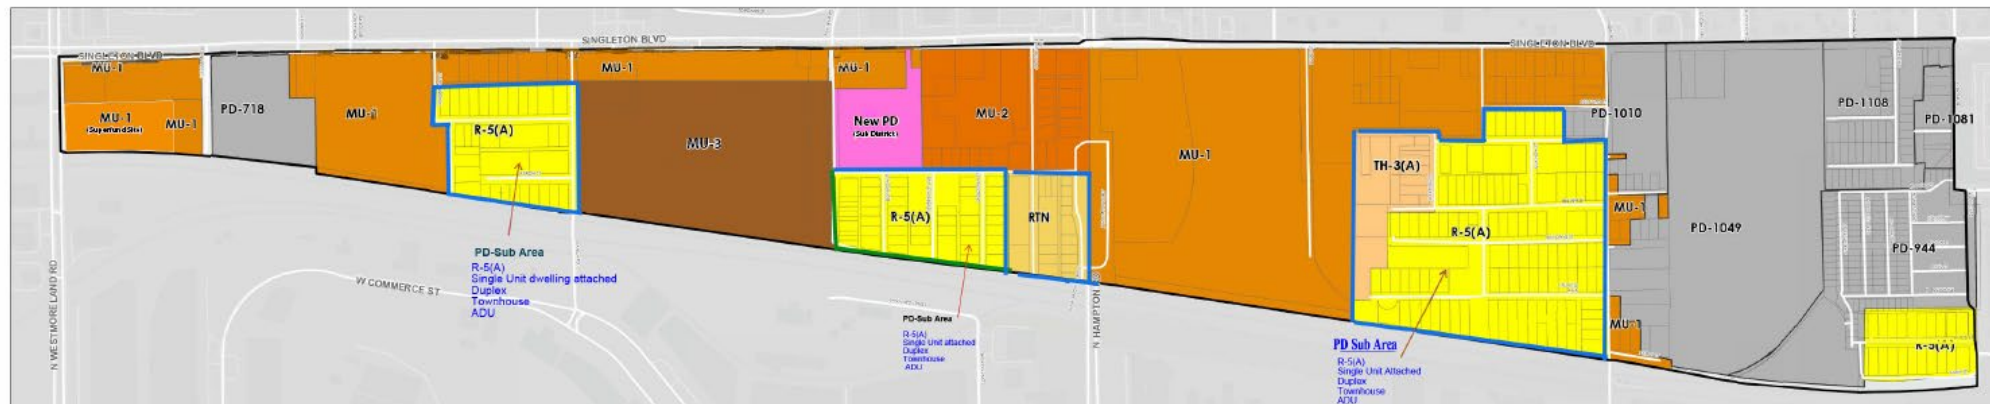 SINGLETON BLVD
SINGLETON BLVD
SINGLETON BLVD
MU-1
MU-1
(Superfund Site)
MU-1
PD-718
MU-1
MU-1
R-5(A)
MU-3
MU-1
New PD
(Sub District)
MU-2
R-5(A)
RTN
MU-1
TH-3(A)
R-5(A)
PD-1010
MU-1
MU-1
PD-1049
PD-1108
PD-1081
PD-944
R-5(A)
N WESTMORELAND RD
W COMMERCE ST
N HAMPTON RD
PD-Sub Area
R-5(A)
Single Unit dwelling attached
Duplex
Townhouse
ADU
PD-Sub Area
R-5(A)
Single Unit attached
Duplex
Townhouse
ADU
PD Sub Area
R-5(A)
Single Unit Attached
Duplex
Townhouse
ADU